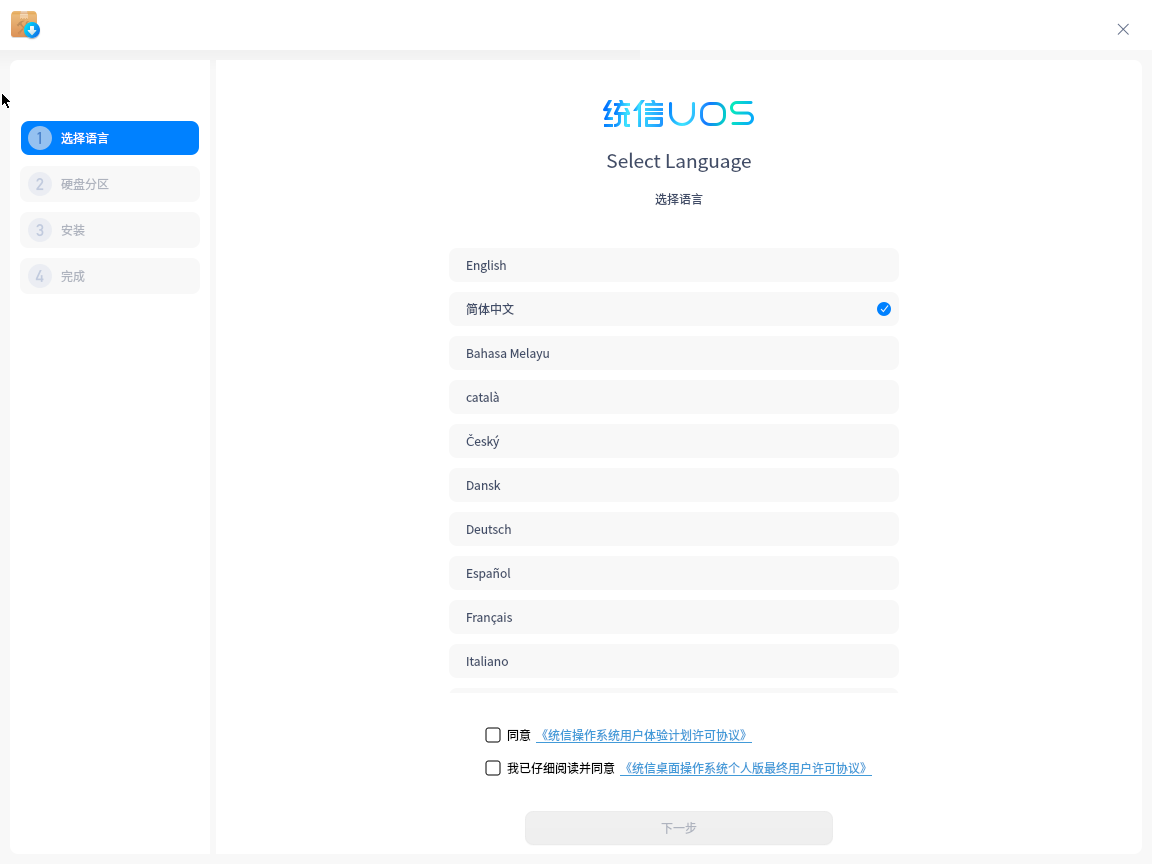 1 选择语言
2 硬盘分区
3 安装
4 完成
统信UOS
Select Language
选择语言
English
简体中文
Bahasa Melayu
català
Český
Dansk
Deutsch
Español
Français
Italiano
同意 《统信操作系统用户体验计划许可协议》
我已仔细阅读并同意 《统信桌面操作系统个人版最终用户许可协议》
下一步